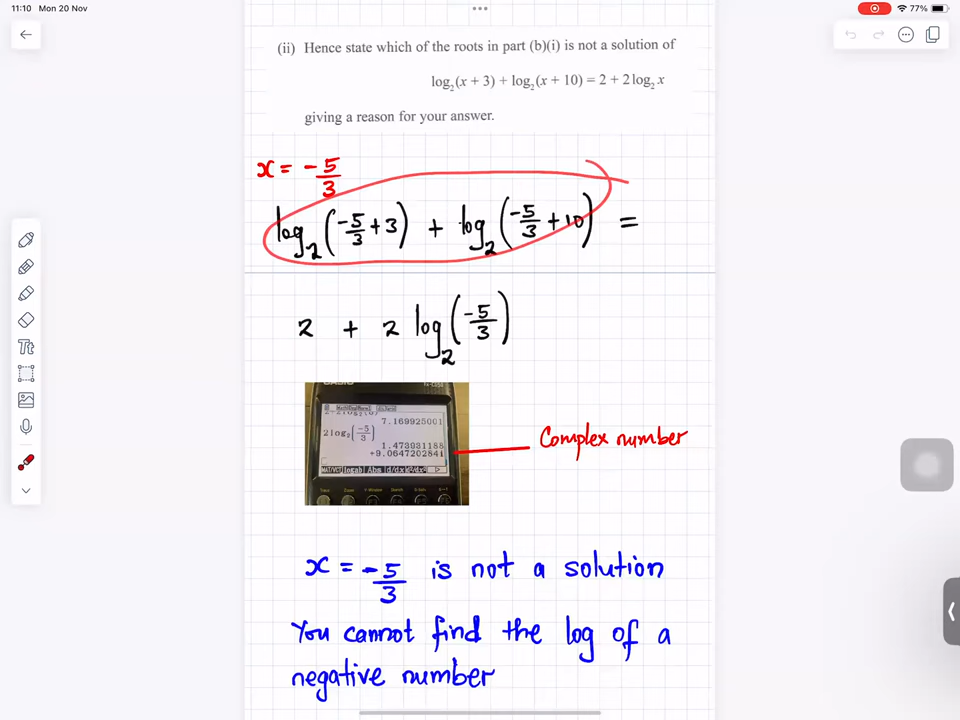 11:10 Mon 20 Nov
77%
(ii) Hence state which of the roots in part (b)(i) is not a solution of
log₂(x + 3) + log₂(x + 10) = 2 + 2 log₂ x
giving a reason for your answer.
x = -5/3
log₂(-5/3 + 3) + log₂(-5/3 + 10) =
2 + 2 log₂(-5/3)
7.169925001
2log₂(-5/3)
1.473931188
+9.064720284i
Complex number
x = -5/3 is not a solution
You cannot find the log of a
negative number
Tt